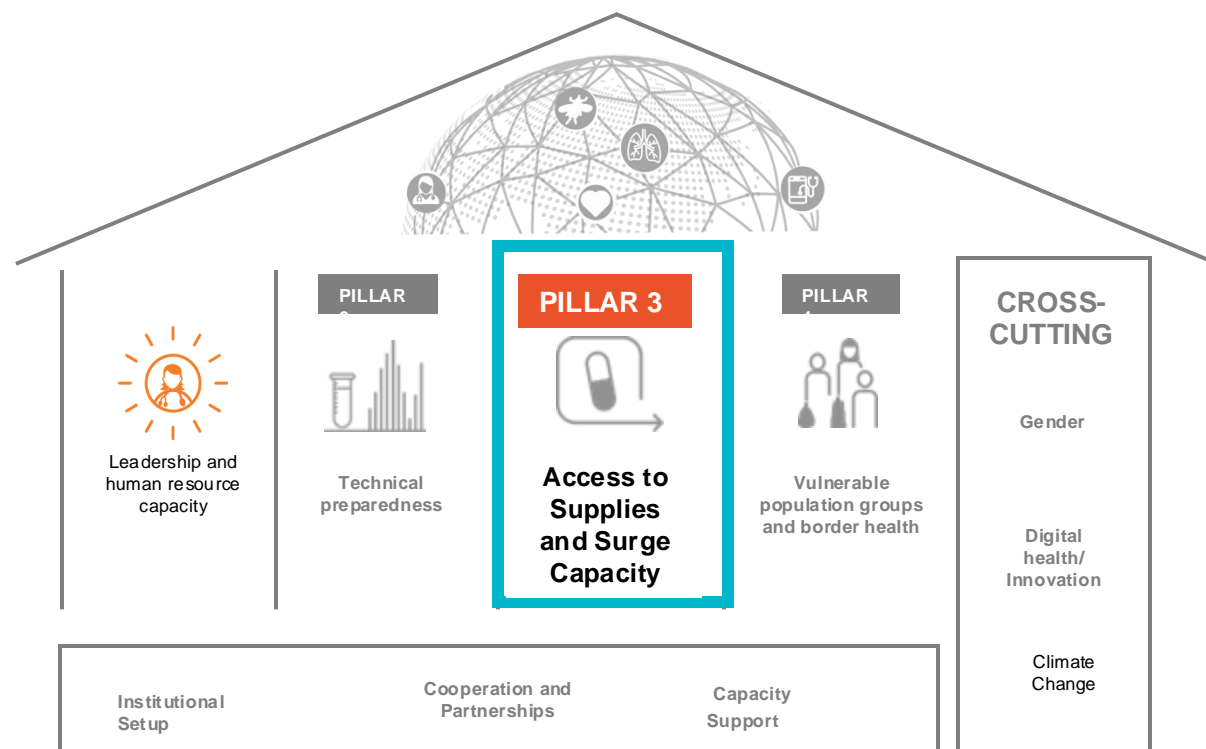 PILLAR
PILLAR 3
PILLAR
Leadership and
human resource
capacity
Technical
preparedness
Access to
Supplies
and Surge
Capacity
Vulnerable
population groups
and border health
CROSS-
CUTTING
Gender
Digital
health/
Innovation
Climate
Change
Institutional
Setup
Cooperation and
Partnerships
Capacity
Support